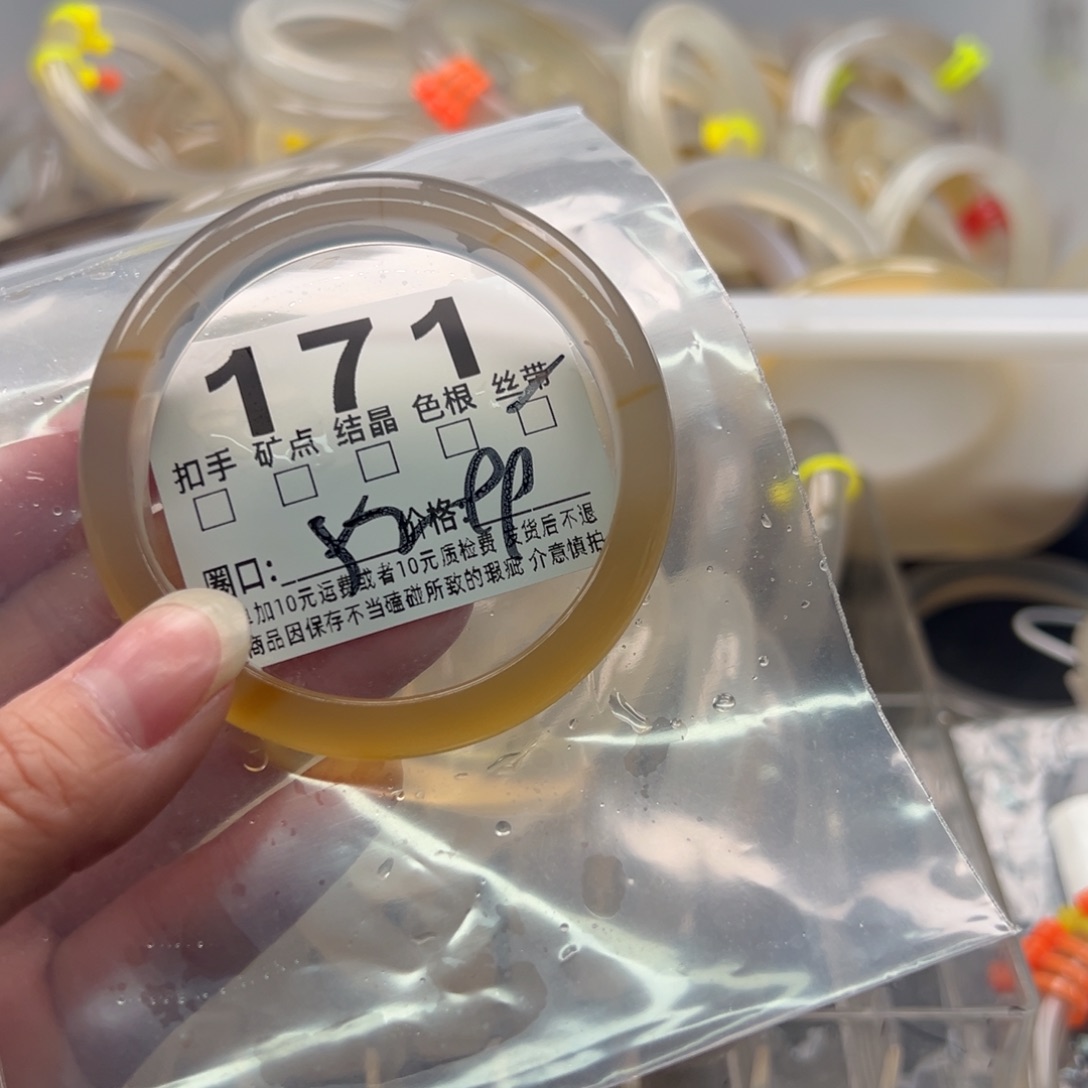 171
扣手 矿点 结晶 色根 丝带
圈口: 价格: 99
加10元运费或者10元质检费 发货后不退
商品因保存不当磕碰所致的瑕疵 介意慎拍